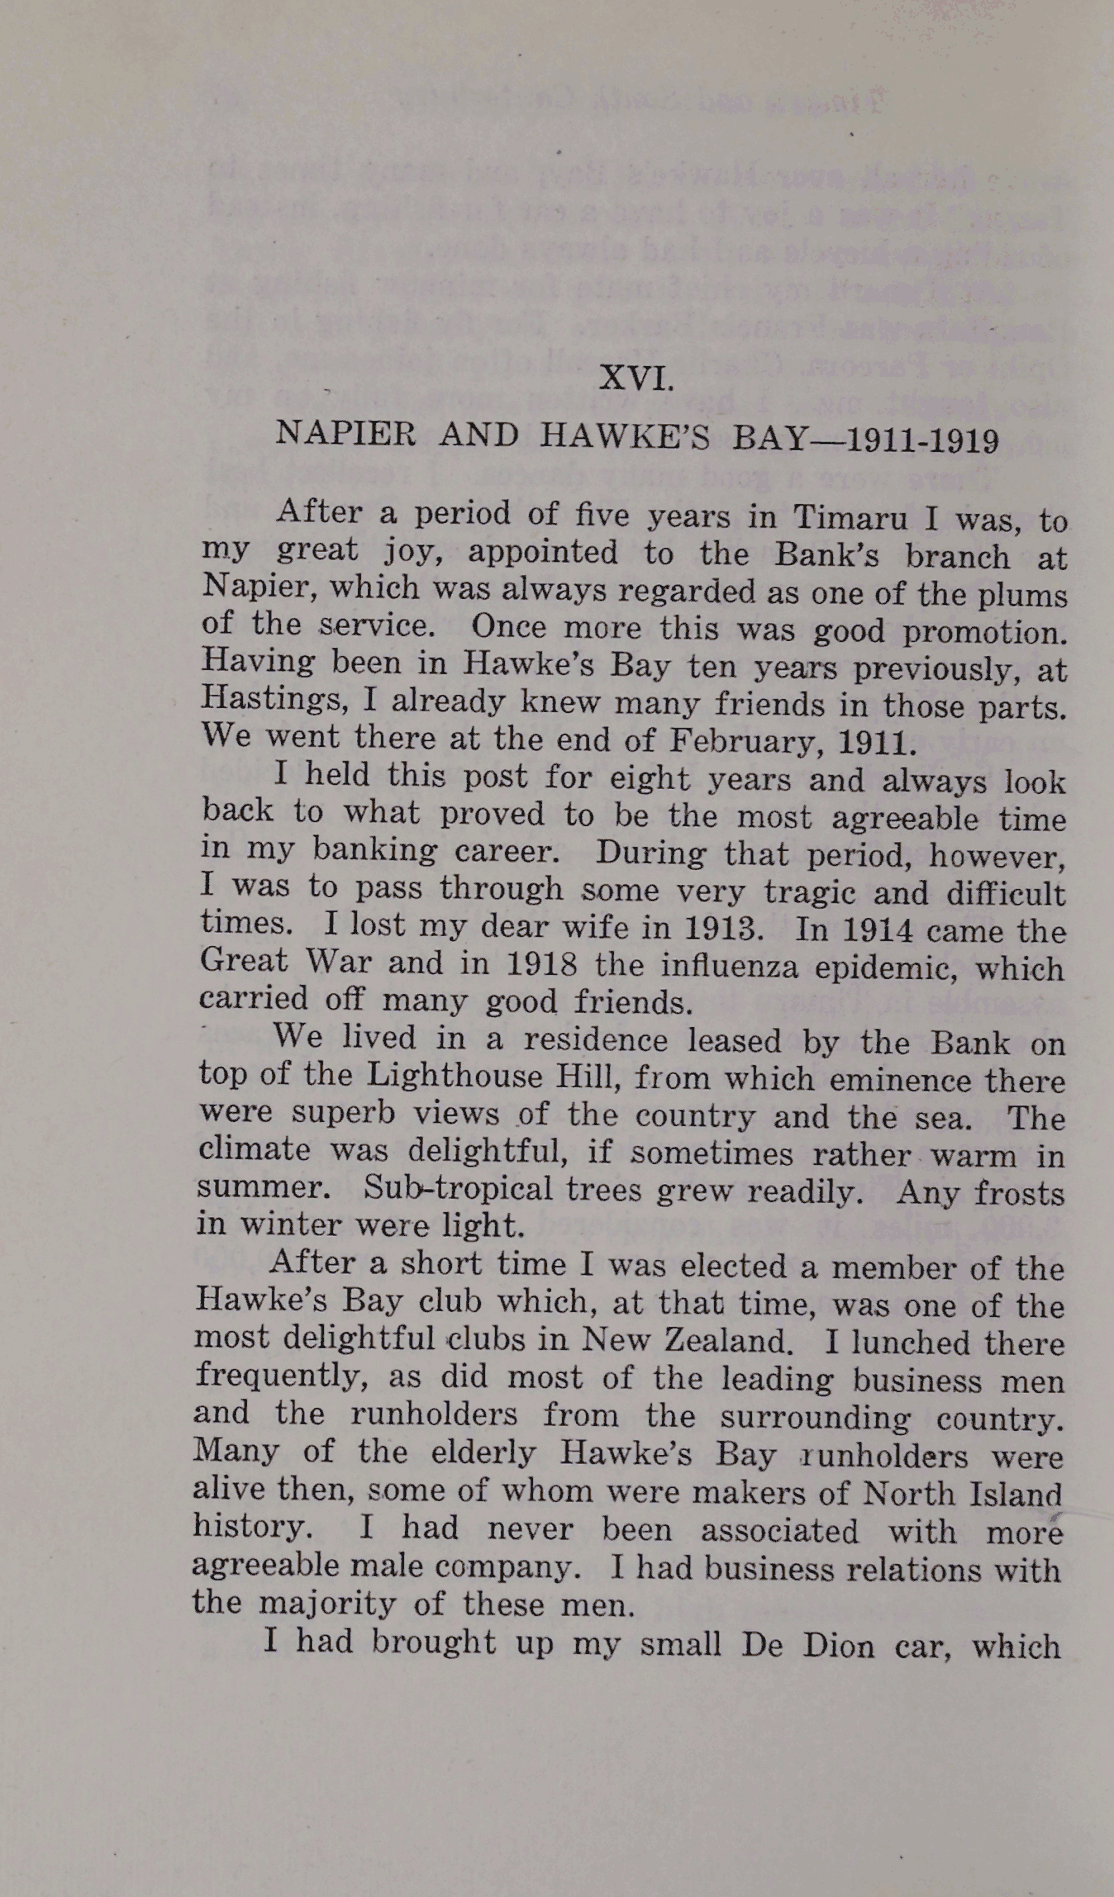 XVI.
NAPIER AND HAWKE'S BAY—1911-1919
After a period of five years in Timaru I was, to
my great joy, appointed to the Bank's branch at
Napier, which was always regarded as one of the plums
of the service. Once more this was good promotion.
Having been in Hawke's Bay ten years previously, at
Hastings, I already knew many friends in those parts.
We went there at the end of February, 1911.
I held this post for eight years and always look
back to what proved to be the most agreeable time
in my banking career. During that period, however,
I was to pass through some very tragic and difficult
times. I lost my dear wife in 1913. In 1914 came the
Great War and in 1918 the influenza epidemic, which
carried off many good friends.
We lived in a residence leased by the Bank on
top of the Lighthouse Hill, from which eminence there
were superb views of the country and the sea. The
climate was delightful, if sometimes rather warm in
summer. Sub-tropical trees grew readily. Any frosts
in winter were light.
After a short time I was elected a member of the
Hawke's Bay club which, at that time, was one of the
most delightful clubs in New Zealand. I lunched there
frequently, as did most of the leading business men
and the runholders from the surrounding country.
Many of the elderly Hawke's Bay runholders were
alive then, some of whom were makers of North Island
history. I had never been associated with more
agreeable male company. I had business relations with
the majority of these men.
I had brought up my small De Dion car, which